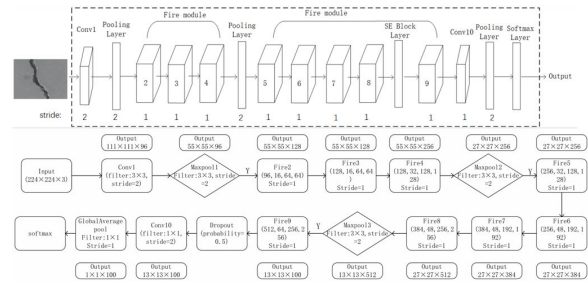 Fire module
Fire module
Conv1
Pooling Layer
Pooling Layer
SE Block Layer
Conv10
Pooling Layer
Softmax Layer
2
3
4
5
6
7
8
9
Output
stride:
2
2
1
1
1
2
1
1
1
1
1
1
2
2
Output
111×111×96
Output
55×55×96
Output
55×55×128
Output
55×55×128
Output
55×55×256
Output
27×27×256
Output
27×27×256
Input
(224×224×3)
Conv1
(filter:3×3,
stride=2)
Maxpool1
Filter:3×3,stride
=2
Y
Fire2
(96,16,64,64)
Stride=1
Fire3
(128,16,64,64
)
Stride=1
Fire4
(128,32,128,1
28)
Stride=1
Maxpool2
Filter:3×3,stride
=2
Y
Fire5
(256,32,128,1
28)
Stride=1
softmax
GlobalAverage
pool
Filter:1×1
Stride=1
Conv10
(filter:1×1,
stride=2)
Dropout
(probability=
0.5)
Fire9
(512,64,256,2
56)
Stride=1
Y
Maxpool3
Filter:3×3,stride
=2
Fire8
(384,48,256,2
56)
Stride=1
Fire7
(384,48,192,1
92)
Stride=1
Fire6
(256,48,192,1
92)
Stride=1
Output
1×1×100
Output
13×13×100
Output
13×13×100
Output
13×13×512
Output
27×27×512
Output
27×27×384
Output
27×27×384